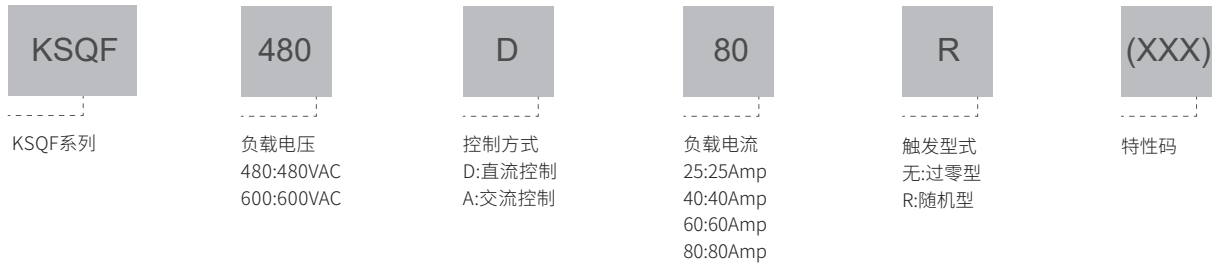 KSQF
480
D
80
R
(XXX)
KSQF系列
负载电压
480:480VAC
600:600VAC
控制方式
D:直流控制
A:交流控制
负载电流
25:25Amp
40:40Amp
60:60Amp
80:80Amp
触发型式
无:过零型
R:随机型
特性码